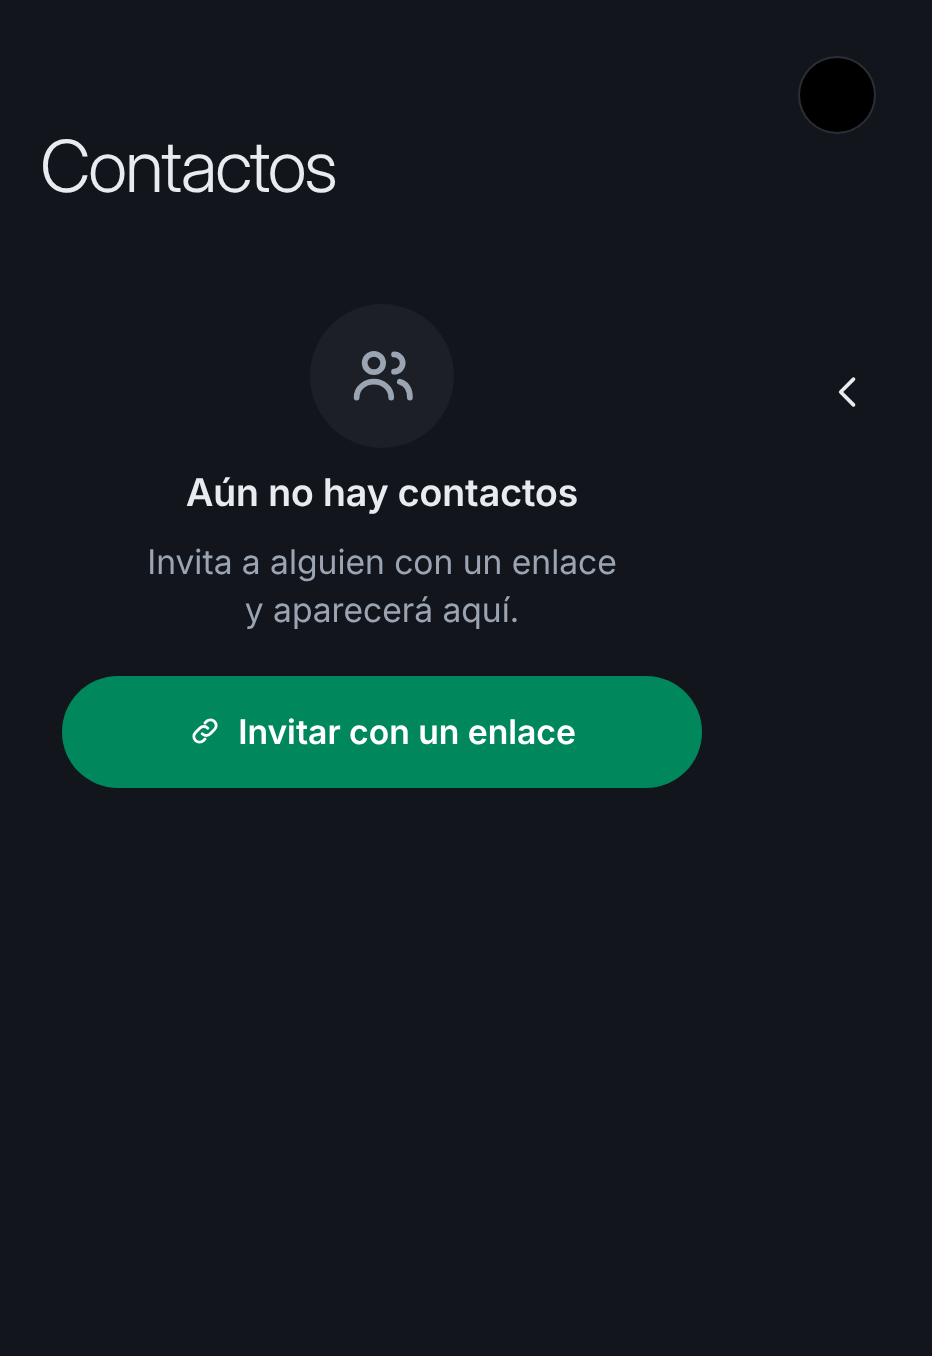 Contactos
Aún no hay contactos
Invita a alguien con un enlace
y aparecerá aquí.
Invitar con un enlace